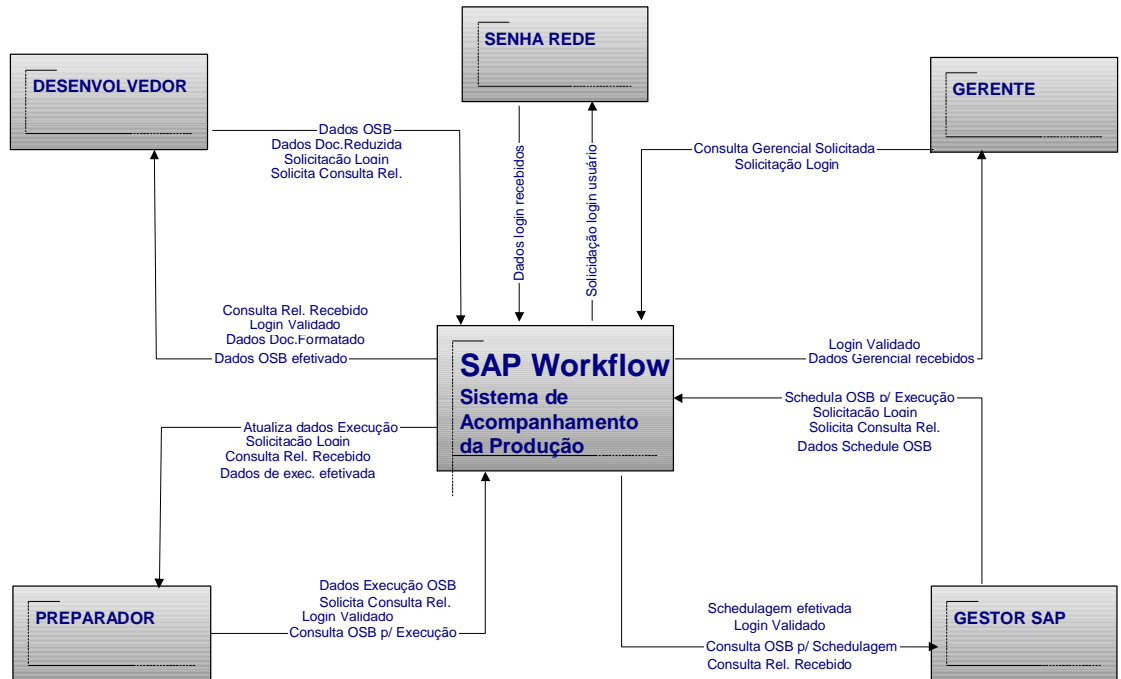 SENHA REDE
DESENVOLVEDOR
GERENTE
Dados OSB
Dados Doc.Reduzida
Solicitacão Login
Solicita Consulta Rel.
Dados login recebidos
Solicidação login usuário
Consulta Gerencial Solicitada
Solicitação Login
Consulta Rel. Recebido
Login Validado
Dados Doc.Formatado
Dados OSB efetivado
SAP Workflow
Sistema de
Acompanhamento
da Produção
Login Validado
Dados Gerencial recebidos
Schedula OSB p/ Execução
Solicitacão Login
Solicita Consulta Rel.
Dados Schedule OSB
Atualiza dados Execução
Solicitacão Login
Consulta Rel. Recebido
Dados de exec. efetivada
PREPARADOR
Dados Execução OSB
Solicita Consulta Rel.
Login Validado
Consulta OSB p/ Execução
Schedulagem efetivada
Login Validado
Consulta OSB p/ Schedulagem
Consulta Rel. Recebido
GESTOR SAP